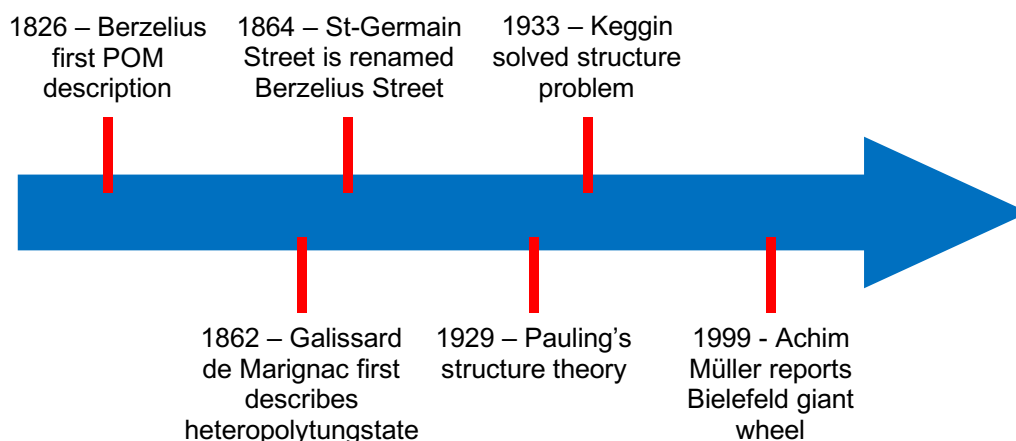 1826 – Berzelius
first POM
description
1864 – St-Germain
Street is renamed
Berzelius Street
1933 – Keggin
solved structure
problem
1862 – Galissard
de Marignac first
describes
heteropolytungstate
1929 – Pauling's
structure theory
1999 - Achim
Müller reports
Bielefeld giant
wheel